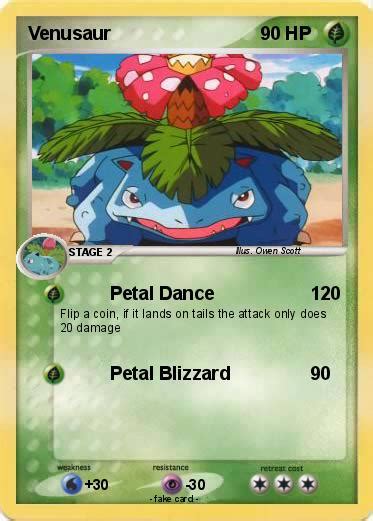 Venusaur 90 HP
STAGE 2 Illus. Owen Scott
Petal Dance 120
Flip a coin, if it lands on tails the attack only does
20 damage
Petal Blizzard 90
weakness resistance retreat cost
+30 -30
- fake card -